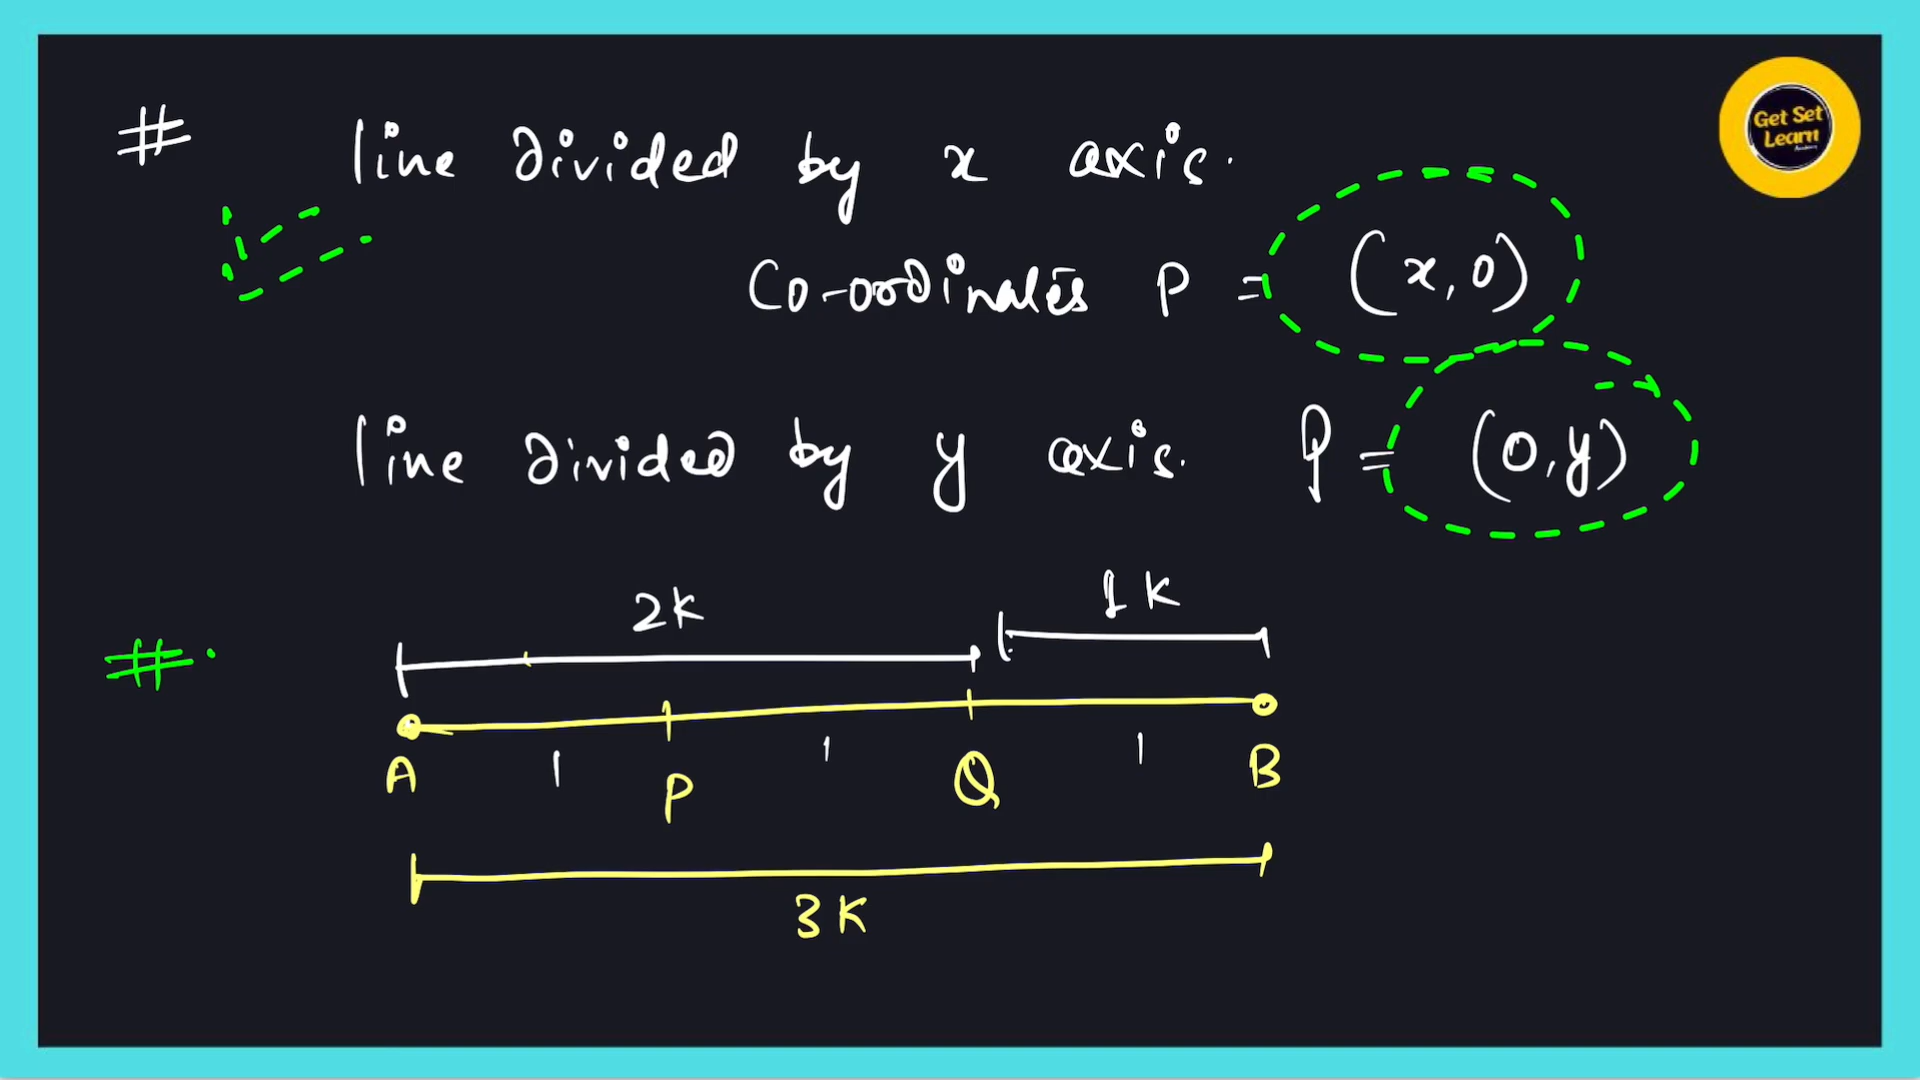 # line divided by x axis.
Co-ordinates P = (x,0)
line divided by y axis. P = (0,y)
#.
2K 1K
A 1 P 1 Q 1 B
3K
Get Set
Learn